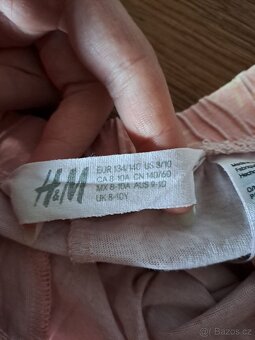 H&M
EUR 134/140 US 8/10
CA 8-10A CN 140/60
MX 8-10A AUS 9-10
UK 8-10Y
Sbazar.cz